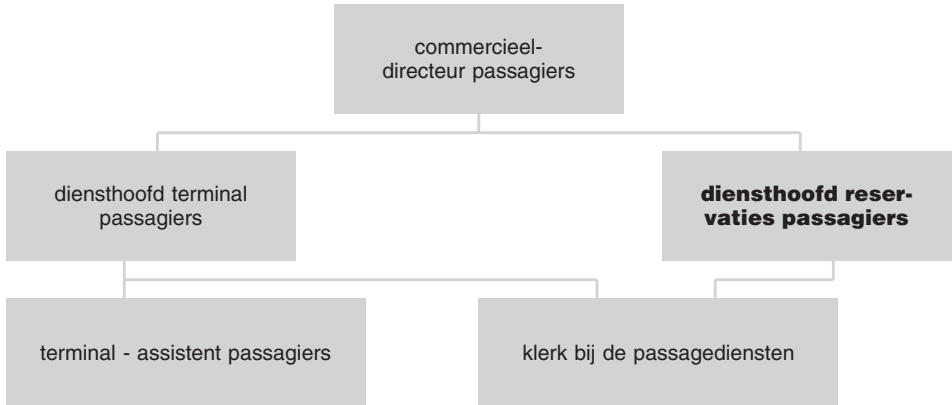 commercieel-
directeur passagiers
diensthoofd terminal
passagiers
diensthoofd reser-
vaties passagiers
terminal - assistent passagiers
klerk bij de passagediensten